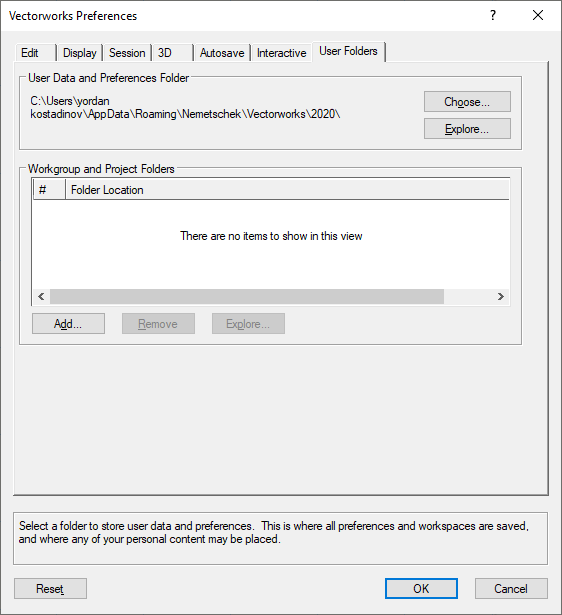 Vectorworks Preferences
Edit Display Session 3D Autosave Interactive User Folders
User Data and Preferences Folder
C:\Users\yordan
kostadinov\AppData\Roaming\Nemetschek\Vectorworks\2020\
Choose...
Explore...
Workgroup and Project Folders
# Folder Location
There are no items to show in this view
Add... Remove Explore...
Select a folder to store user data and preferences.  This is where all preferences and workspaces are saved,
and where any of your personal content may be placed.
Reset OK Cancel